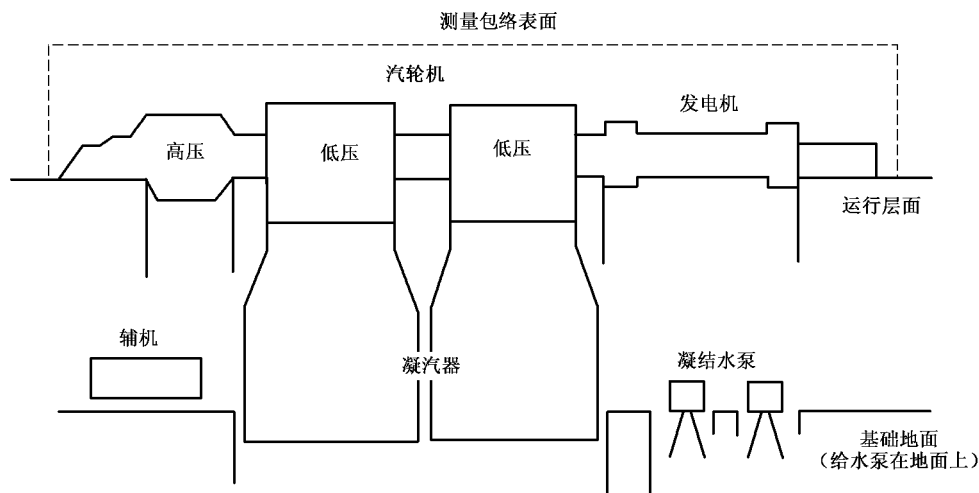 测量包络表面
汽轮机
发电机
高压
低压
低压
运行层面
辅机
凝汽器
凝结水泵
基础地面
（给水泵在地面上）